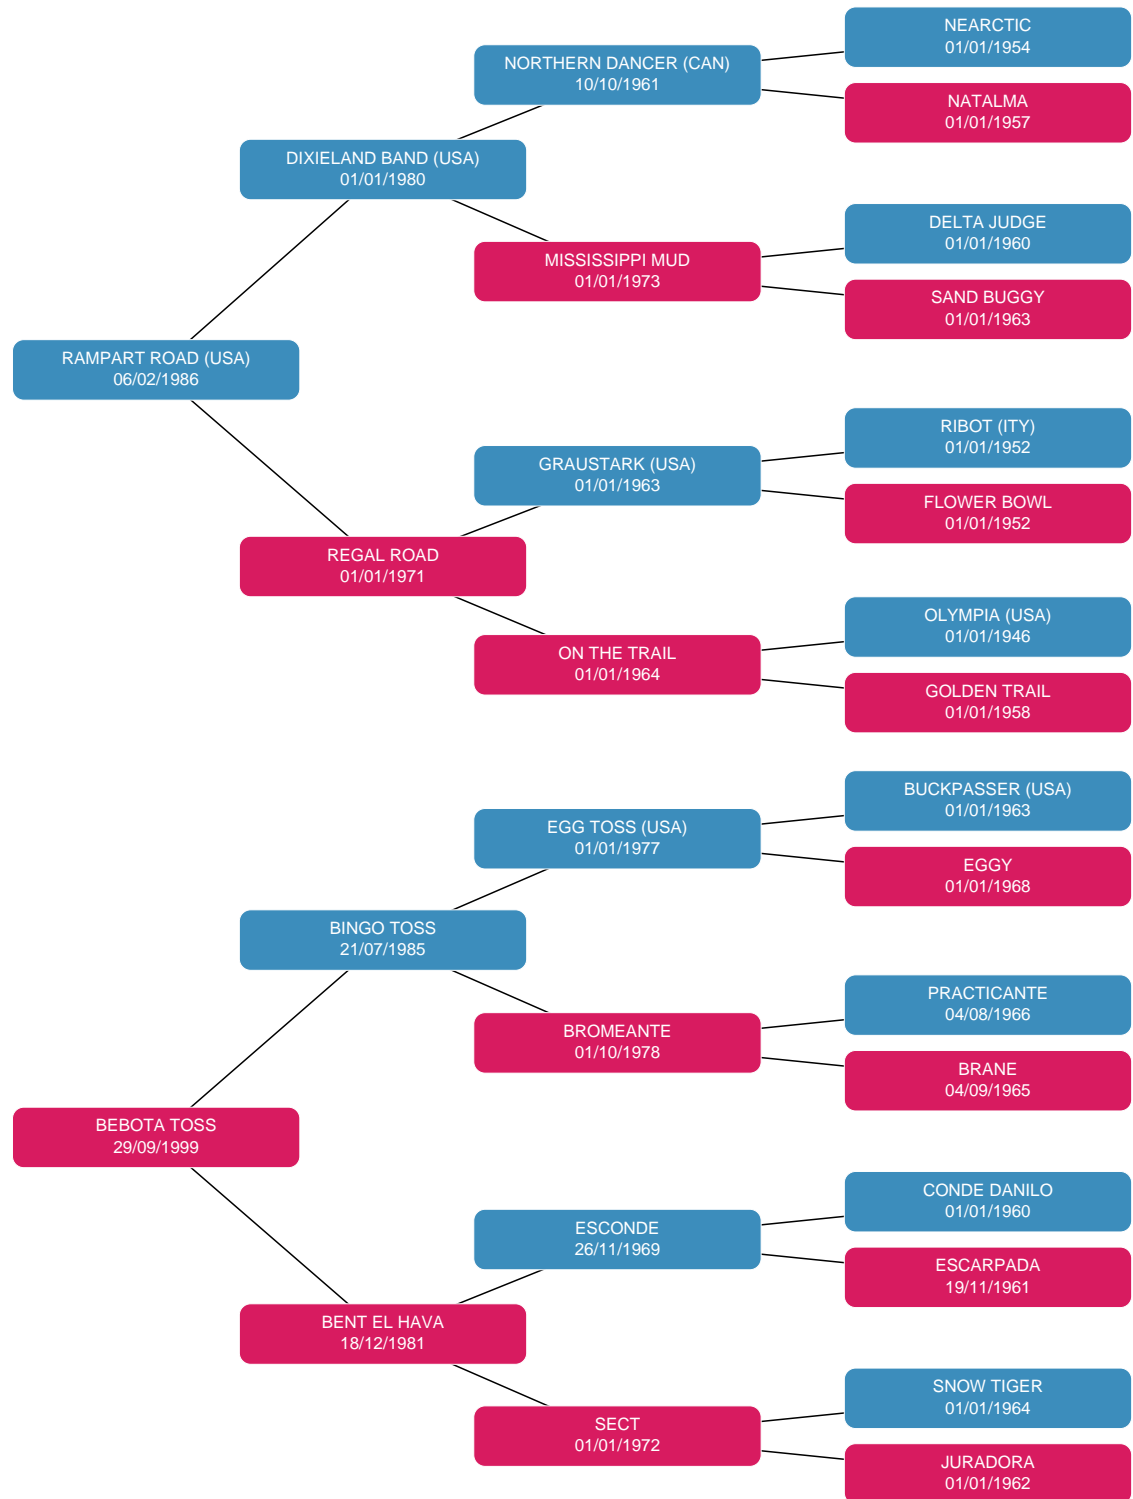 NEARCTIC
01/01/1954
NORTHERN DANCER (CAN)
10/10/1961
NATALMA
01/01/1957
DIXIELAND BAND (USA)
01/01/1980
DELTA JUDGE
01/01/1960
MISSISSIPPI MUD
01/01/1973
SAND BUGGY
01/01/1963
RAMPART ROAD (USA)
06/02/1986
RIBOT (ITY)
01/01/1952
GRAUSTARK (USA)
01/01/1963
FLOWER BOWL
01/01/1952
REGAL ROAD
01/01/1971
OLYMPIA (USA)
01/01/1946
ON THE TRAIL
01/01/1964
GOLDEN TRAIL
01/01/1958
BUCKPASSER (USA)
01/01/1963
EGG TOSS (USA)
01/01/1977
EGGY
01/01/1968
BINGO TOSS
21/07/1985
PRACTICANTE
04/08/1966
BROMEANTE
01/10/1978
BRANE
04/09/1965
BEBOTA TOSS
29/09/1999
CONDE DANILO
01/01/1960
ESCONDE
26/11/1969
ESCARPADA
19/11/1961
BENT EL HAVA
18/12/1981
SNOW TIGER
01/01/1964
SECT
01/01/1972
JURADORA
01/01/1962